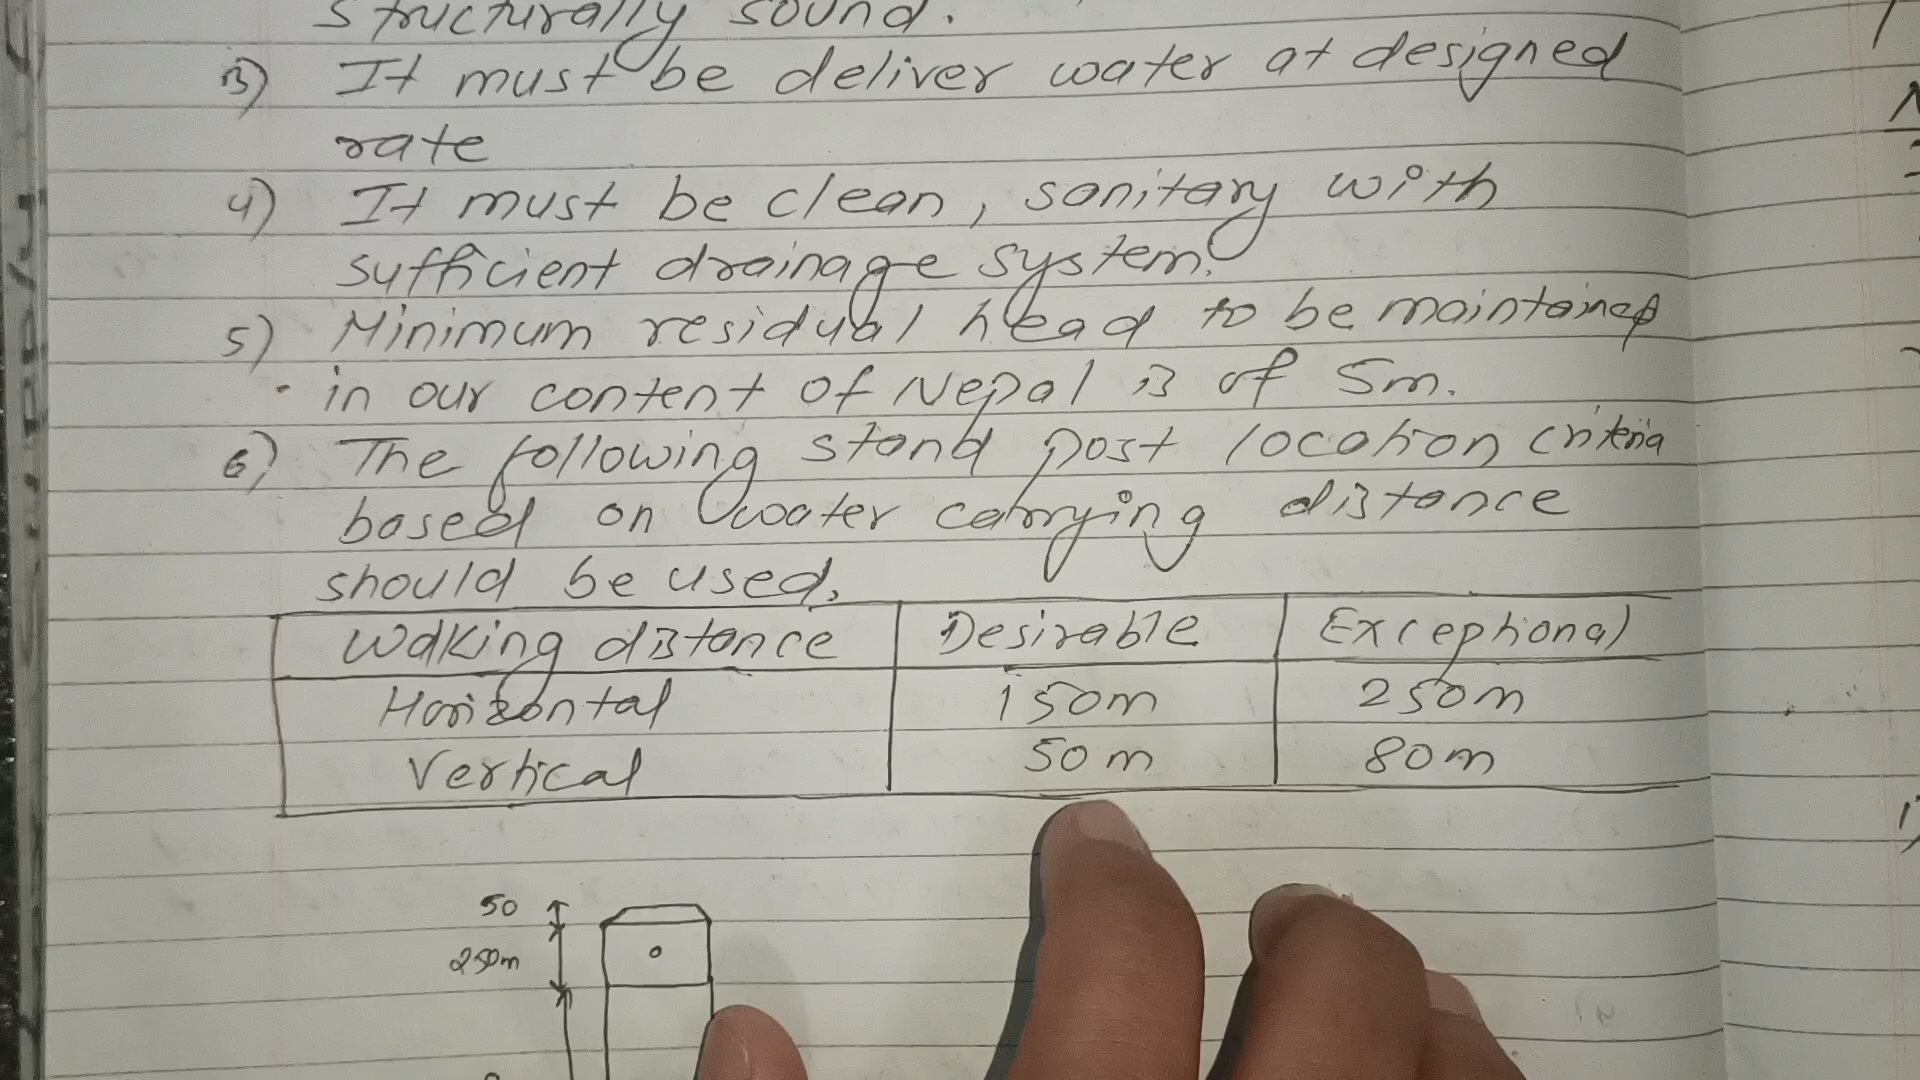 structurally sound.
3) It must be deliver water at designed
rate
4) It must be clean, sanitary with
sufficient drainage system.
5) Minimum residual head to be maintained
in our content of Nepal is of 5m.
6) The following stand post location criteria
based on water carrying distance
should be used.
Walking distance Desirable Exceptional
Horizontal 150m 250m
Vertical 50m 80m
50
250m